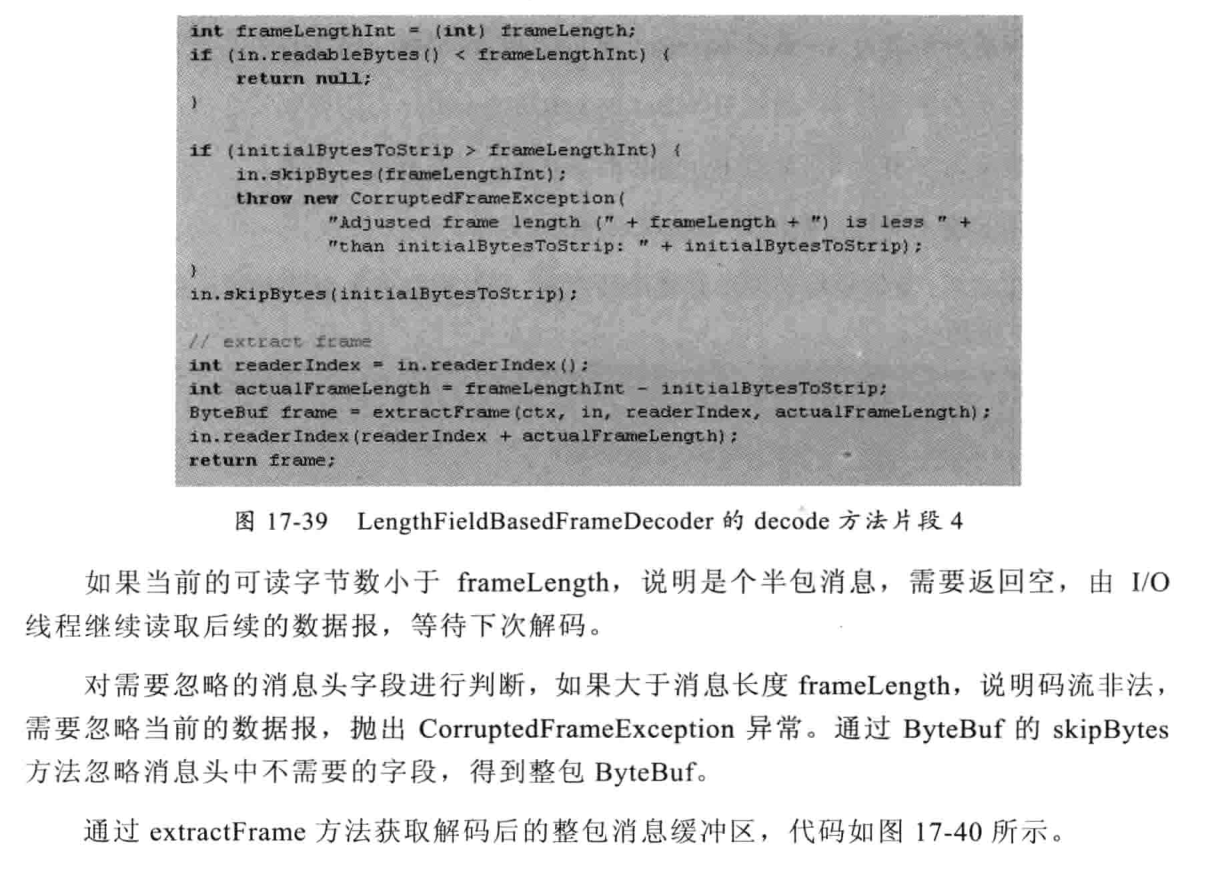 int frameLengthInt = (int) frameLength;
if (in.readableBytes() < frameLengthInt) {
    return null;
}

if (initialBytesToStrip > frameLengthInt) {
    in.skipBytes(frameLengthInt);
    throw new CorruptedFrameException(
            "Adjusted frame length (" + frameLength + ") is less " +
            "than initialBytesToStrip: " + initialBytesToStrip);
}
in.skipBytes(initialBytesToStrip);

// extract frame
int readerIndex = in.readerIndex();
int actualFrameLength = frameLengthInt - initialBytesToStrip;
ByteBuf frame = extractFrame(ctx, in, readerIndex, actualFrameLength);
in.readerIndex(readerIndex + actualFrameLength);
return frame;
图 17-39 LengthFieldBasedFrameDecoder 的 decode 方法片段 4
如果当前的可读字节数小于 frameLength，说明是个半包消息，需要返回空，由 I/O
线程继续读取后续的数据报，等待下次解码。
对需要忽略的消息头字段进行判断，如果大于消息长度 frameLength，说明码流非法，
需要忽略当前的数据报，抛出 CorruptedFrameException 异常。通过 ByteBuf 的 skipBytes
方法忽略消息头中不需要的字段，得到整包 ByteBuf。
通过 extractFrame 方法获取解码后的整包消息缓冲区，代码如图 17-40 所示。